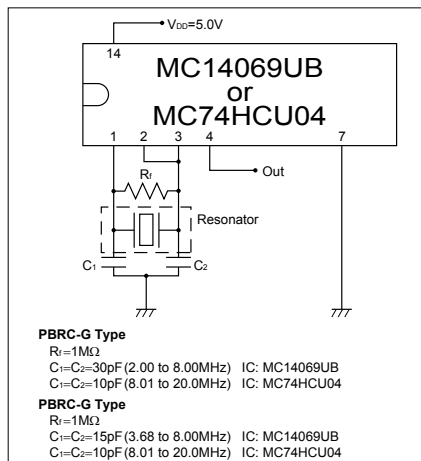 VDD=5.0V
14
MC14069UB
or
MC74HCU04
1 2 3 4 7
Out
Rf
Resonator
C1 C2
PBRC-G Type
Rf=1MΩ
C1=C2=30pF (2.00 to 8.00MHz) IC: MC14069UB
C1=C2=10pF (8.01 to 20.0MHz) IC: MC74HCU04
PBRC-G Type
Rf=1MΩ
C1=C2=15pF (3.68 to 8.00MHz) IC: MC14069UB
C1=C2=10pF (8.01 to 20.0MHz) IC: MC74HCU04